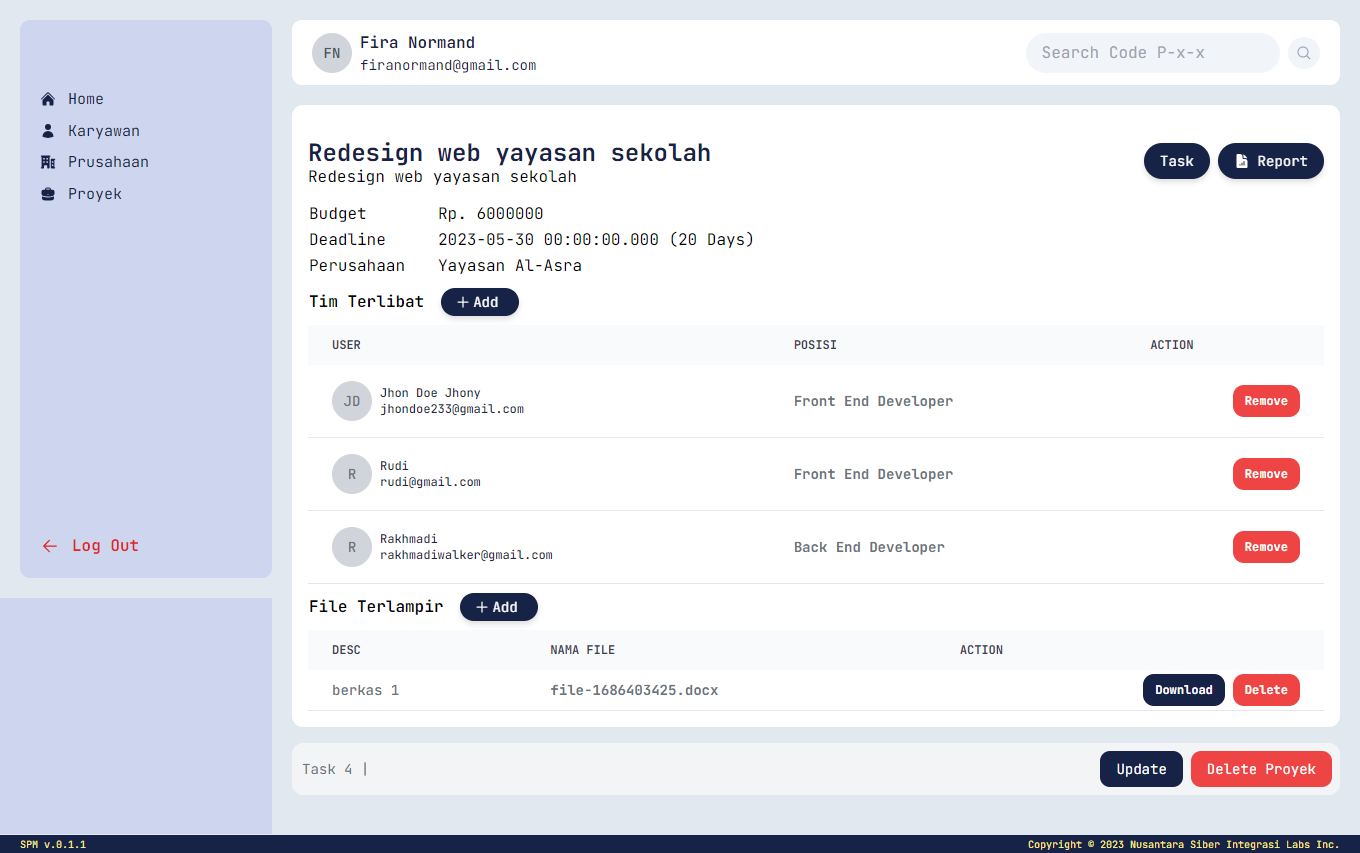 Home
Karyawan
Prusahaan
Proyek
Log Out
FN
Fira Normand
firanormand@gmail.com
Search Code P-x-x
Redesign web yayasan sekolah
Redesign web yayasan sekolah
Task
Report
Budget Rp. 6000000
Deadline 2023-05-30 00:00:00.000 (20 Days)
Perusahaan Yayasan Al-Asra
Tim Terlibat + Add
USER POSISI ACTION
JD
Jhon Doe Jhony
jhondoe233@gmail.com
Front End Developer
Remove
R
Rudi
rudi@gmail.com
Front End Developer
Remove
R
Rakhmadi
rakhmadiwalker@gmail.com
Back End Developer
Remove
File Terlampir + Add
DESC NAMA FILE ACTION
berkas 1 file-1686403425.docx Download Delete
Task 4 | Update Delete Proyek
SPM v.0.1.1 Copyright © 2023 Nusantara Siber Integrasi Labs Inc.